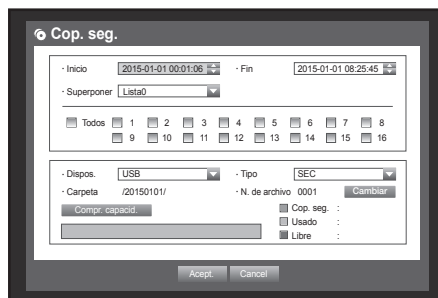 Cop. seg.
· Inicio 2015-01-01 00:01:06 · Fin 2015-01-01 08:25:45
· Superponer Lista0
Todos 1 2 3 4 5 6 7 8
9 10 11 12 13 14 15 16
· Dispos. USB · Tipo SEC
· Carpeta /20150101/ · N. de archivo 0001 Cambiar
Compr. capacid. Cop. seg. :
Usado :
Libre :
Acept. Cancel